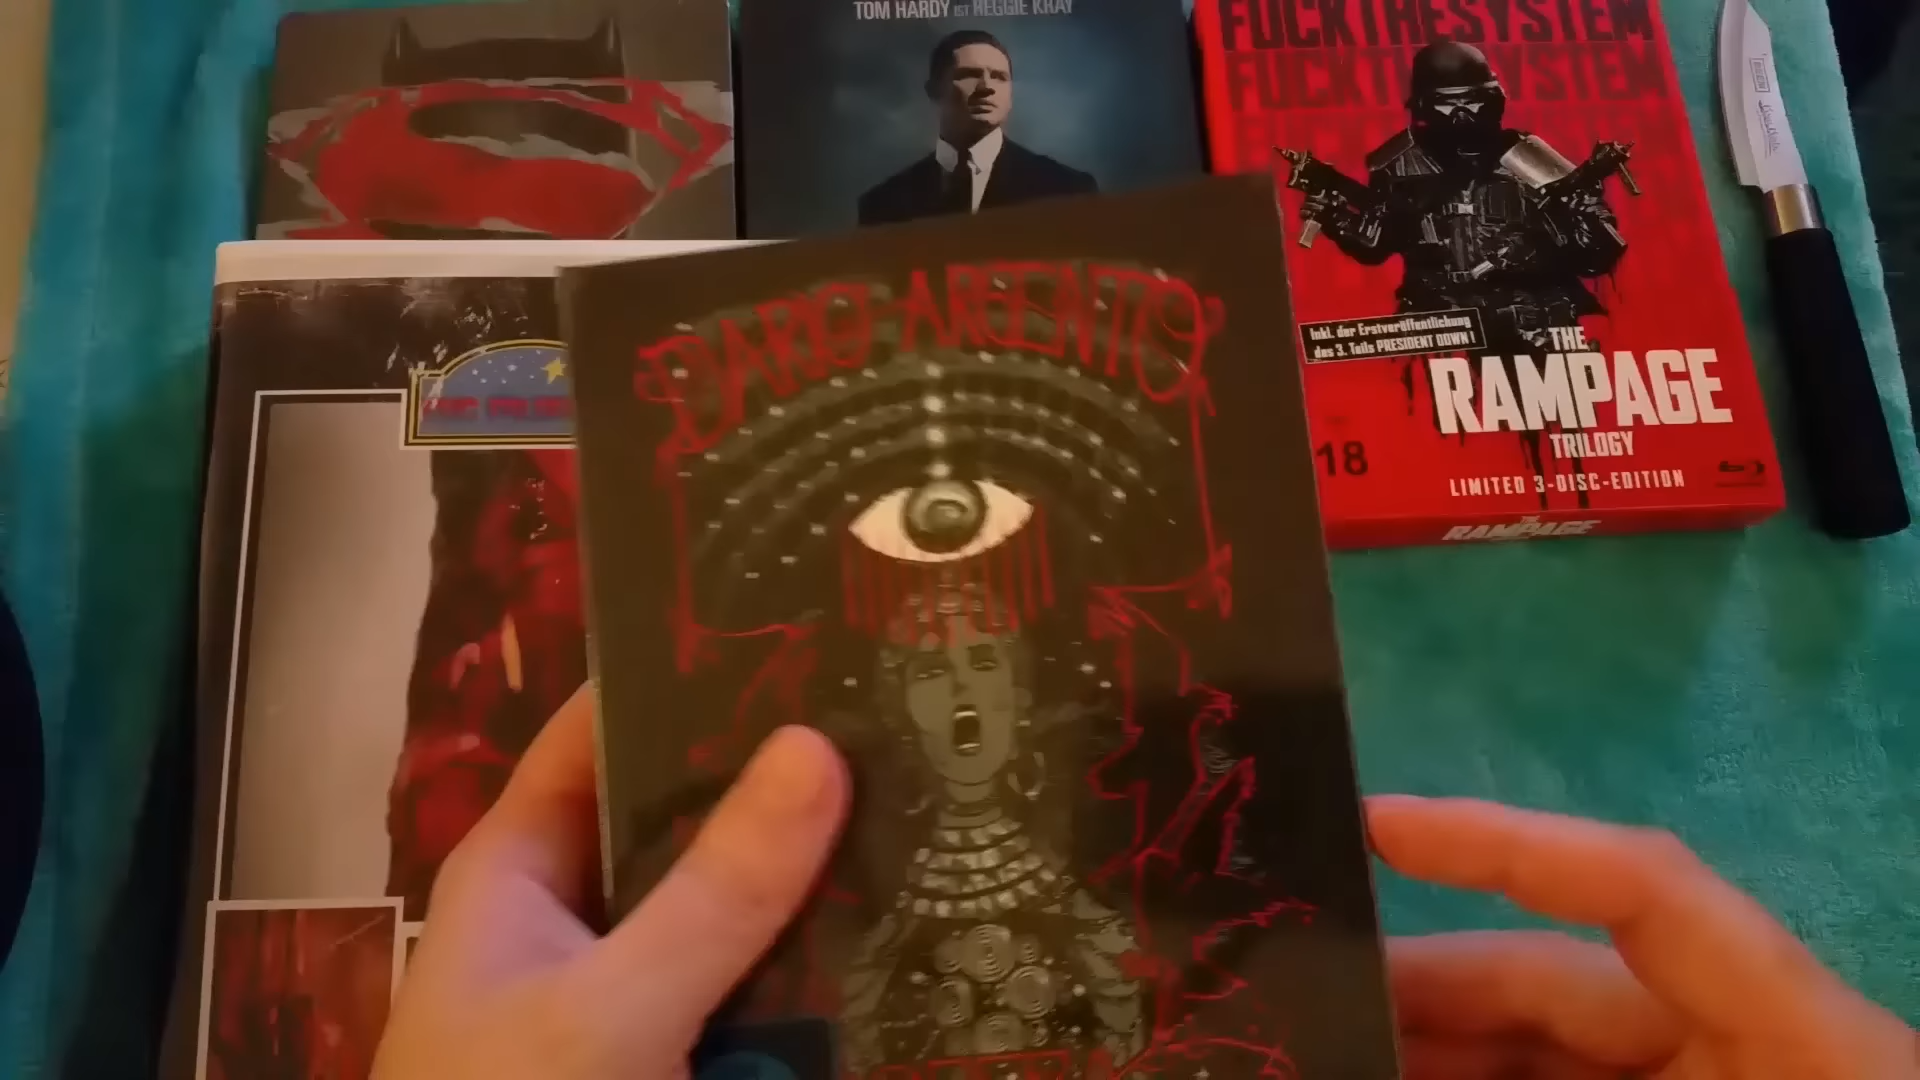 TOM HARDY IST REGGIE KRAY
FUCKTHESYSTEM
FUCKTHESYSTEM
Inkl. der Erstveröffentlichung
des 3. Teils PRESIDENT DOWN!
THE
RAMPAGE
TRILOGY
18
LIMITED 3-DISC-EDITION
THE
RAMPAGE
DARIO ARGENTO